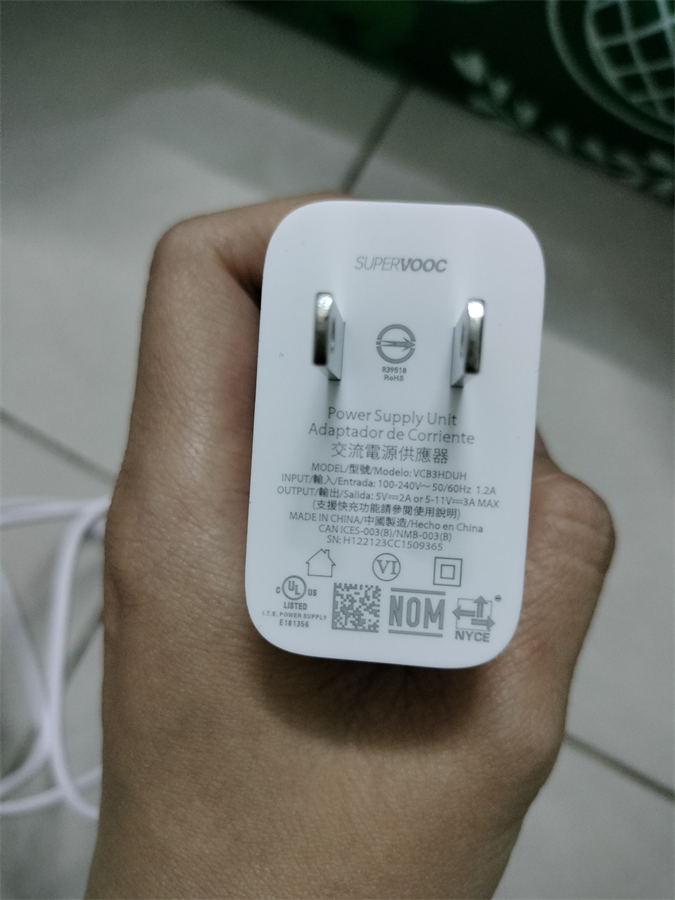 SUPERVOOC
R39518
RoHS
Power Supply Unit
Adaptador de Corriente
交流電源供應器
MODEL/型號/Modelo: VCB3HDUH
INPUT/輸入/Entrada: 100-240V~ 50/60Hz 1.2A
OUTPUT/輸出/Salida: 5V⎓2A or 5-11V⎓3A MAX
(支援快充功能請參閱使用說明)
MADE IN CHINA/中國製造/Hecho en China
CAN ICES-003(B)/NMB-003(B)
SN: H122123CC1509365
VI
C UL US
LISTED
I.T.E. POWER SUPPLY
E181356
NOM
NYCE